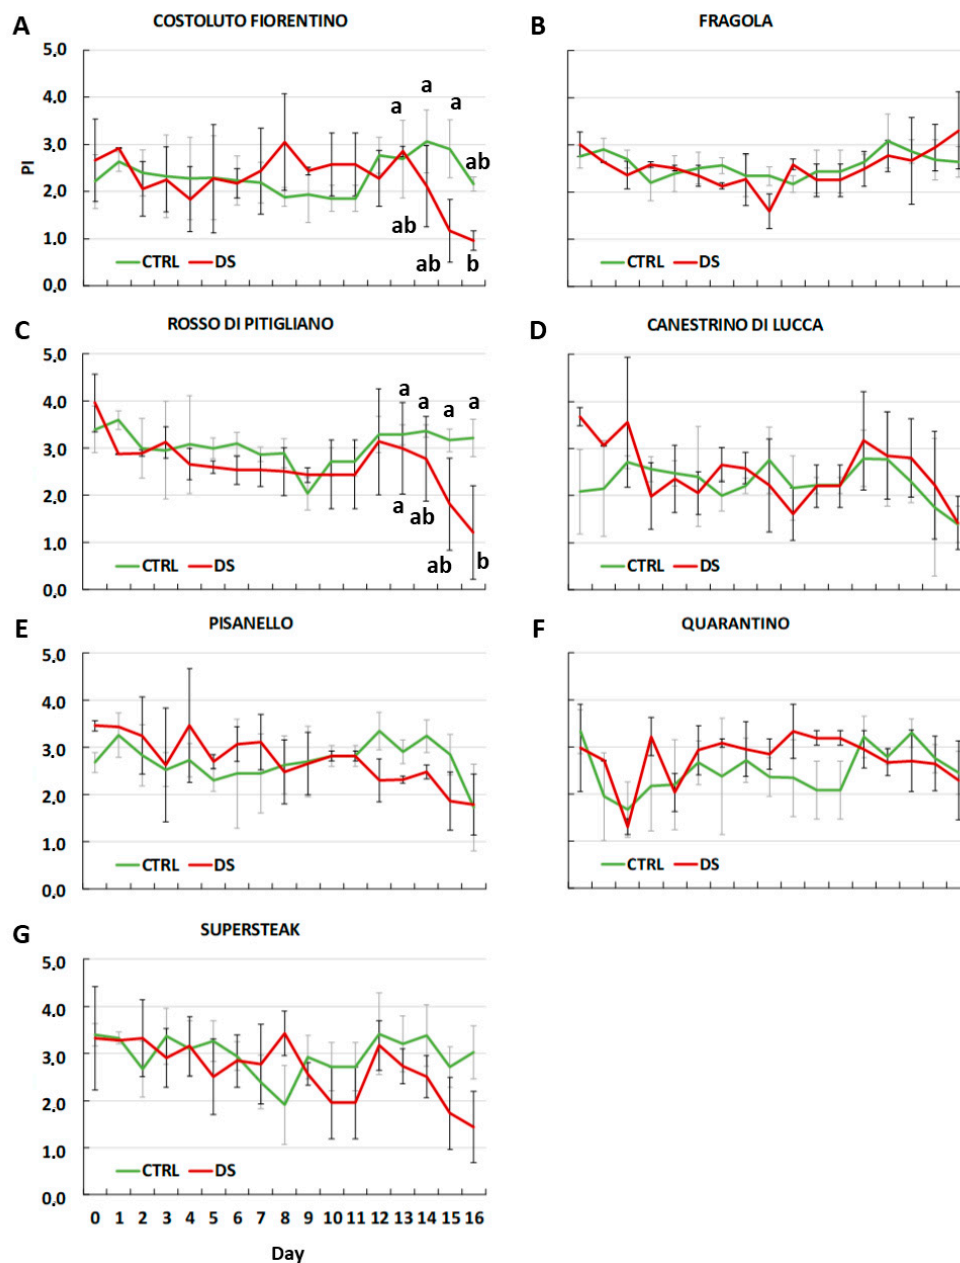 A
COSTOLUTO FIORENTINO
5,0
4,0
3,0
2,0
1,0
0,0
PI
a
a
a
ab
ab
ab
b
CTRL
DS
B
FRAGOLA
CTRL
DS
C
ROSSO DI PITIGLIANO
5,0
4,0
3,0
2,0
1,0
0,0
a
a
a
a
a
ab
ab
b
CTRL
DS
D
CANESTRINO DI LUCCA
CTRL
DS
E
PISANELLO
5,0
4,0
3,0
2,0
1,0
0,0
CTRL
DS
F
QUARANTINO
CTRL
DS
G
SUPERSTEAK
5,0
4,0
3,0
2,0
1,0
0,0
CTRL
DS
0 1 2 3 4 5 6 7 8 9 10 11 12 13 14 15 16
Day